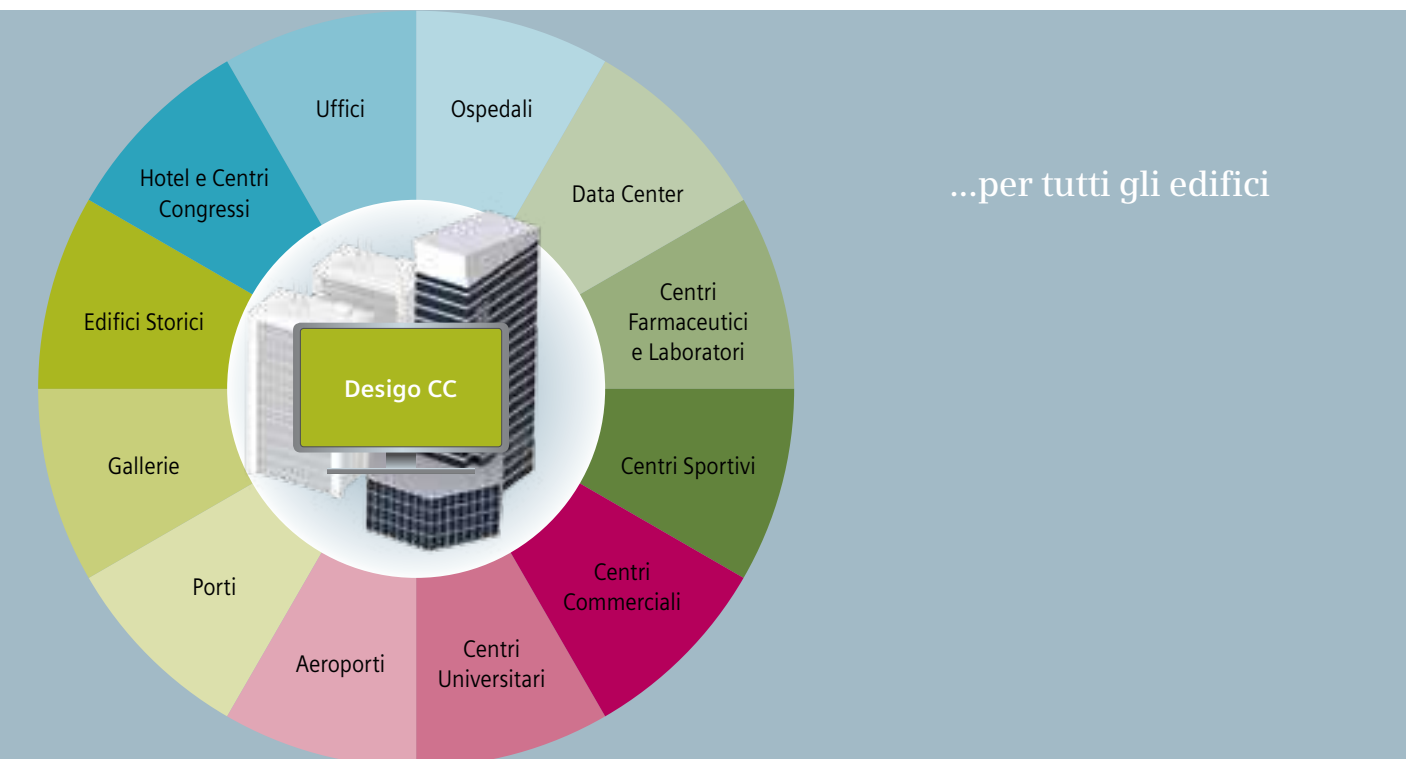 Uffici
Ospedali
Data Center
Centri
Farmaceutici
e Laboratori
Centri Sportivi
Centri
Commerciali
Centri
Universitari
Aeroporti
Porti
Gallerie
Edifici Storici
Hotel e Centri
Congressi
Desigo CC
...per tutti gli edifici